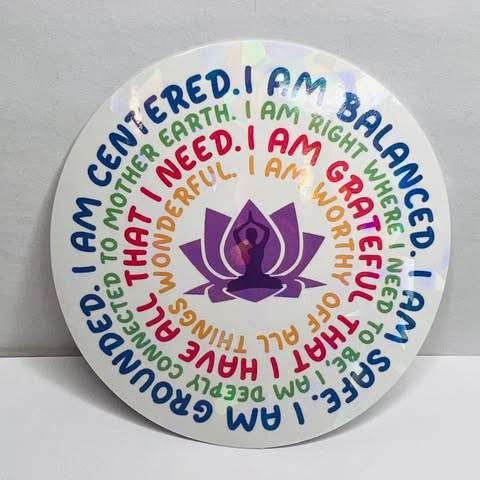 I AM BALANCED. I AM SAFE. I AM GROUNDED. I AM CENTERED.
I AM RIGHT WHERE I NEED TO BE. I AM DEEPLY CONNECTED TO MOTHER EARTH.
I AM GRATEFUL THAT I HAVE ALL THAT I NEED.
I AM WORTHY OFF ALL THINGS WONDERFUL.